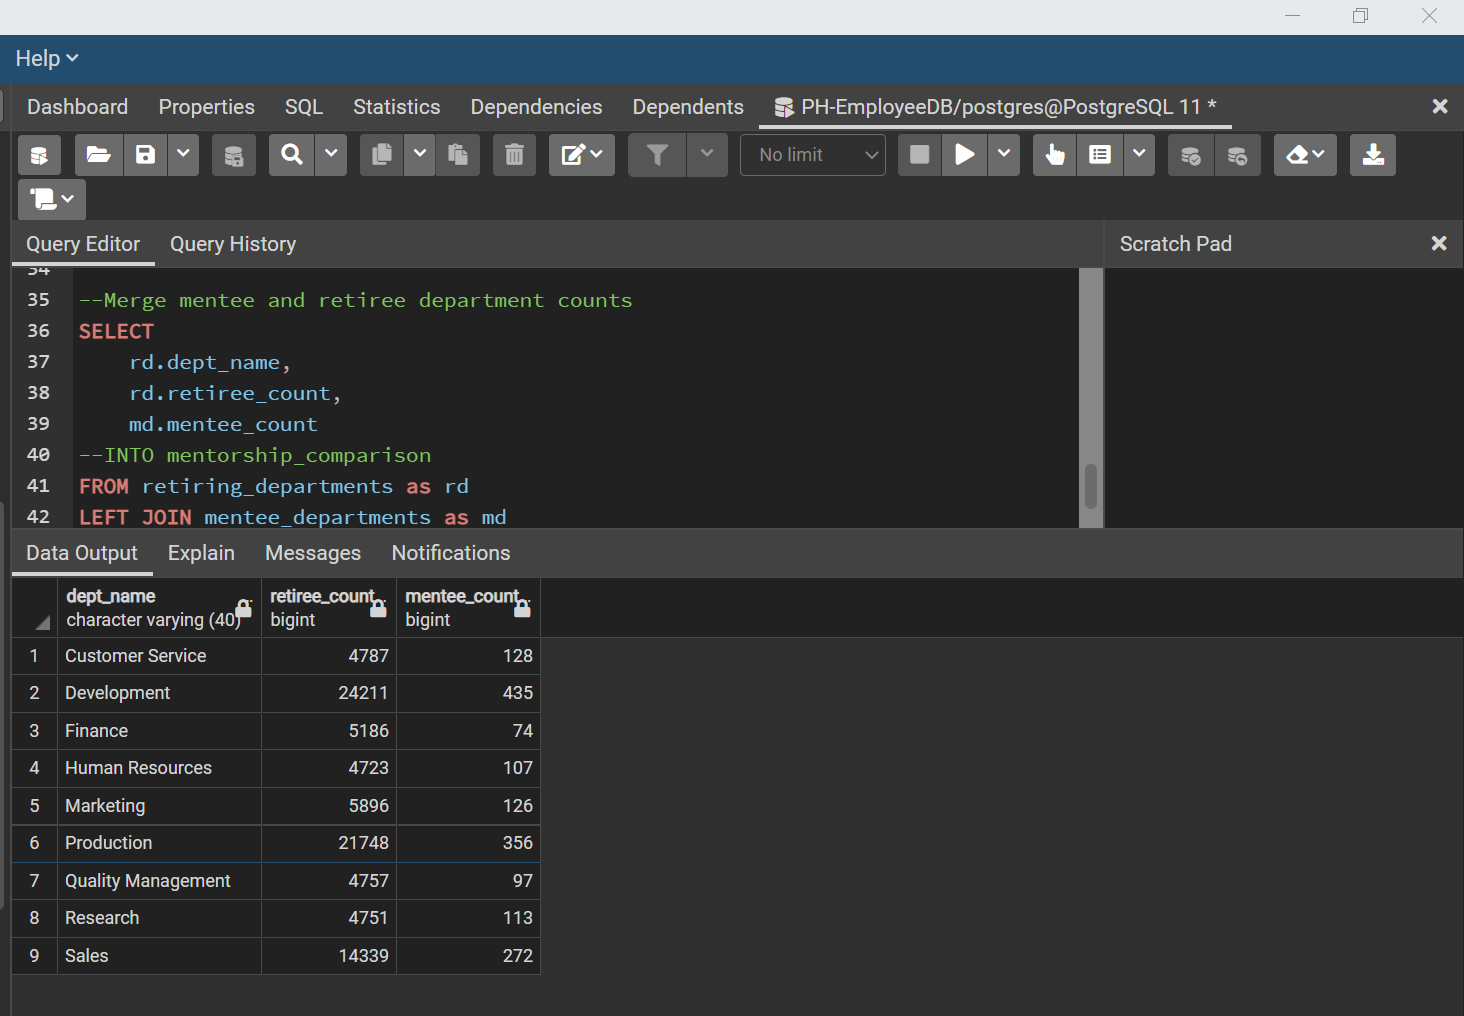 Help
Dashboard Properties SQL Statistics Dependencies Dependents PH-EmployeeDB/postgres@PostgreSQL 11 *
No limit
Query Editor Query History Scratch Pad
34
35 --Merge mentee and retiree department counts
36 SELECT
37 rd.dept_name,
38 rd.retiree_count,
39 md.mentee_count
40 --INTO mentorship_comparison
41 FROM retiring_departments as rd
42 LEFT JOIN mentee_departments as md
Data Output Explain Messages Notifications
dept_name retiree_count mentee_count
character varying (40) bigint bigint
1 Customer Service 4787 128
2 Development 24211 435
3 Finance 5186 74
4 Human Resources 4723 107
5 Marketing 5896 126
6 Production 21748 356
7 Quality Management 4757 97
8 Research 4751 113
9 Sales 14339 272